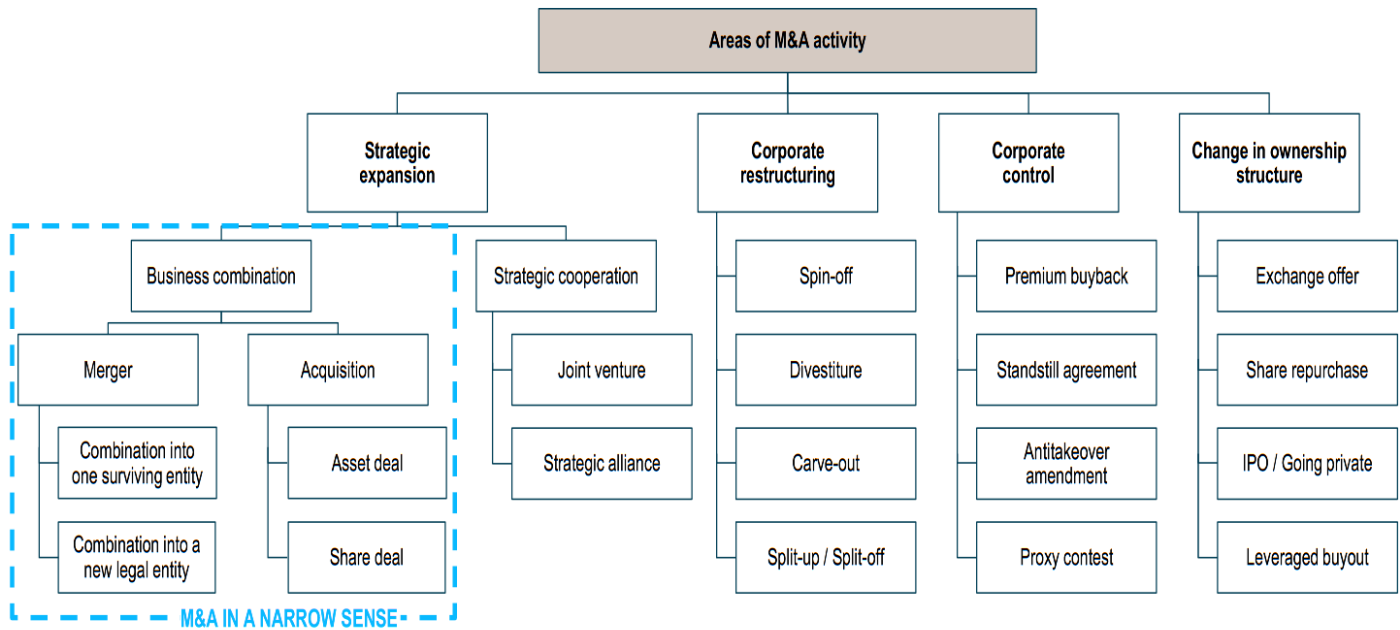 Areas of M&A activity
Strategic
expansion
Corporate
restructuring
Corporate
control
Change in ownership
structure
Business combination
Strategic cooperation
Spin-off
Premium buyback
Exchange offer
Merger
Acquisition
Joint venture
Divestiture
Standstill agreement
Share repurchase
Combination into
one surviving entity
Asset deal
Strategic alliance
Carve-out
Antitakeover
amendment
IPO / Going private
Combination into a
new legal entity
Share deal
Split-up / Split-off
Proxy contest
Leveraged buyout
M&A IN A NARROW SENSE